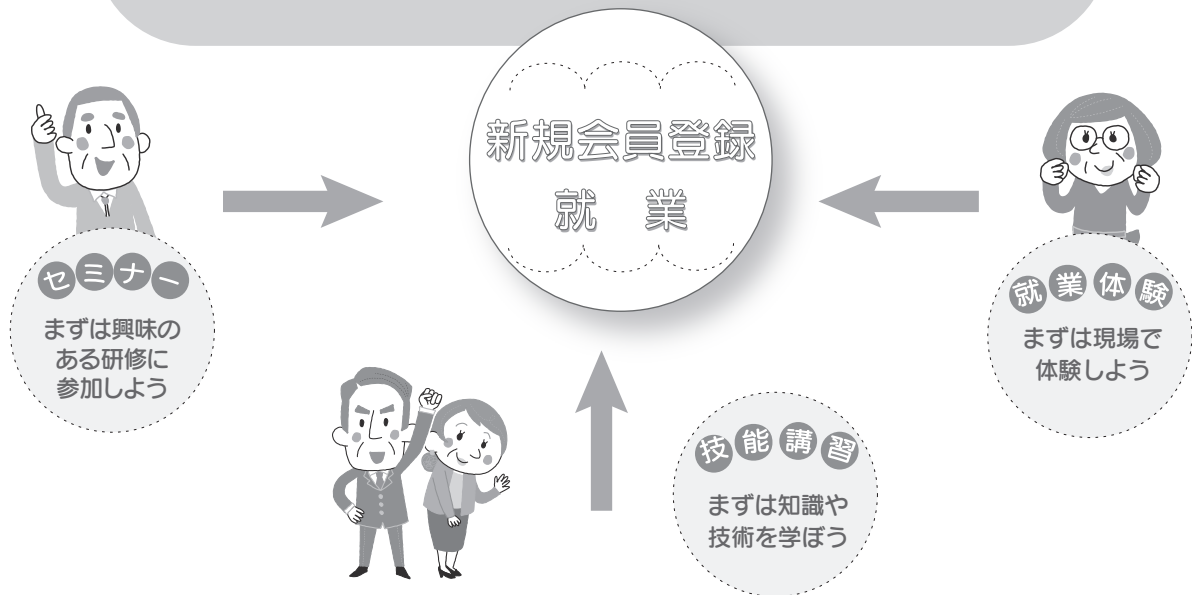 新規会員登録
就　業
セミナー
まずは興味の
ある研修に
参加しよう
就業体験
まずは現場で
体験しよう
技能講習
まずは知識や
技術を学ぼう